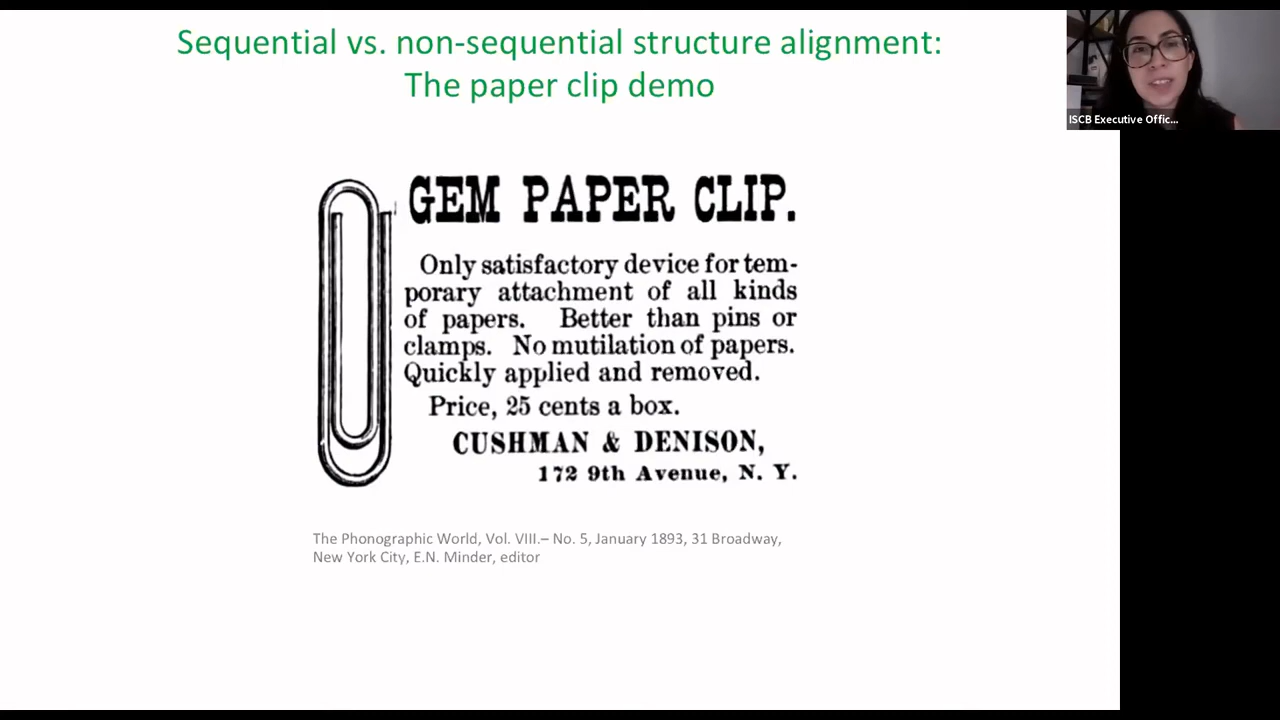 Sequential vs. non-sequential structure alignment:
The paper clip demo
ISCB Executive Offic...
GEM PAPER CLIP.
Only satisfactory device for tem-
porary attachment of all kinds
of papers. Better than pins or
clamps. No mutilation of papers.
Quickly applied and removed.
Price, 25 cents a box.
CUSHMAN & DENISON,
172 9th Avenue, N. Y.
The Phonographic World, Vol. VIII.– No. 5, January 1893, 31 Broadway,
New York City, E.N. Minder, editor